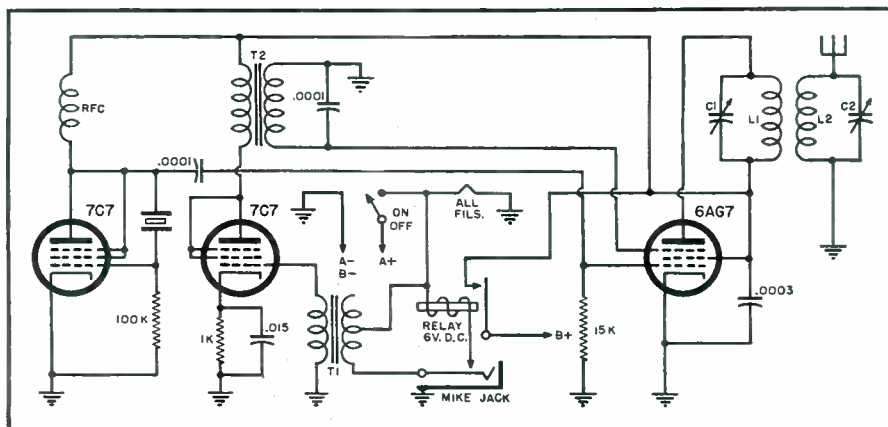 T2
RFC
.0001
C1
L1
L2
C2
.0001
7C7
7C7
ON
OFF
ALL
FILS.
6AG7
A-
B-
A+
100K
1K
.015
T1
RELAY
6V. D.C.
B+
15K
.0003
MIKE JACK